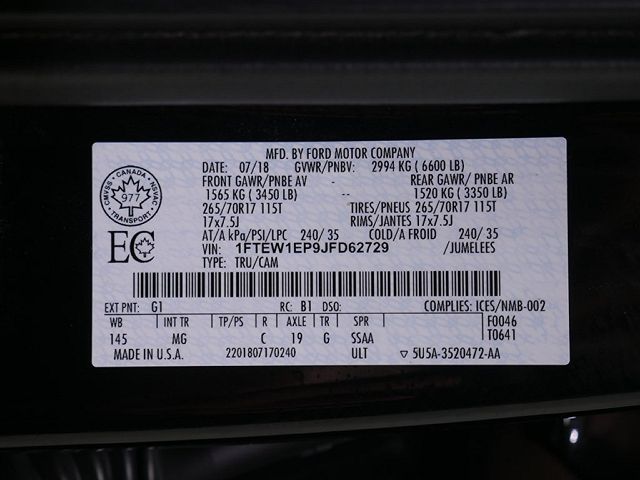 MFD. BY FORD MOTOR COMPANY
DATE: 07/18 GVWR/PNBV: 2994 KG ( 6600 LB)
FRONT GAWR/PNBE AV - REAR GAWR/ PNBE AR
1565 KG ( 3450 LB) -- 1520 KG ( 3350 LB)
265/70R17 115T TIRES/PNEUS 265/70R17 115T
17x7.5J RIMS/JANTES 17x7.5J
AT/A kPa/PSI/LPC 240/ 35 COLD/A FROID 240/ 35
VIN: 1FTEW1EP9JFD62729 /JUMELEES
TYPE: TRU/CAM
CANADA
CMVSS NSVAC
977
TRANSPORT
EC
EXT PNT: G1 RC: B1 DSO: COMPLIES: ICES/NMB-002
WB INT TR TP/PS R AXLE TR SPR F0046
145 MG C 19 G SSAA T0641
MADE IN U.S.A. 2201807170240 ULT ▽ 5U5A-3520472-AA